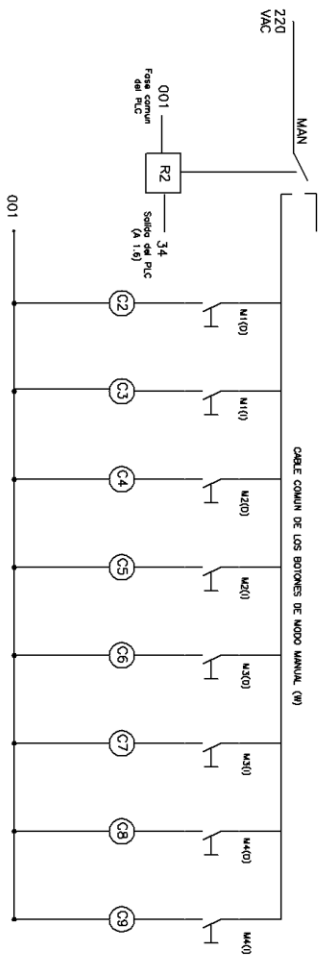 220
VAC
MAN
001
Fase comun
del PLC
R2
34
Salida del PLC
(A 1.6)
CABLE COMUN DE LOS BOTONES DE MODO MANUAL (W)
M1(D)
M1(I)
M2(D)
M2(I)
M3(D)
M3(I)
M4(D)
M4(I)
C2
C3
C4
C5
C6
C7
C8
C9
001